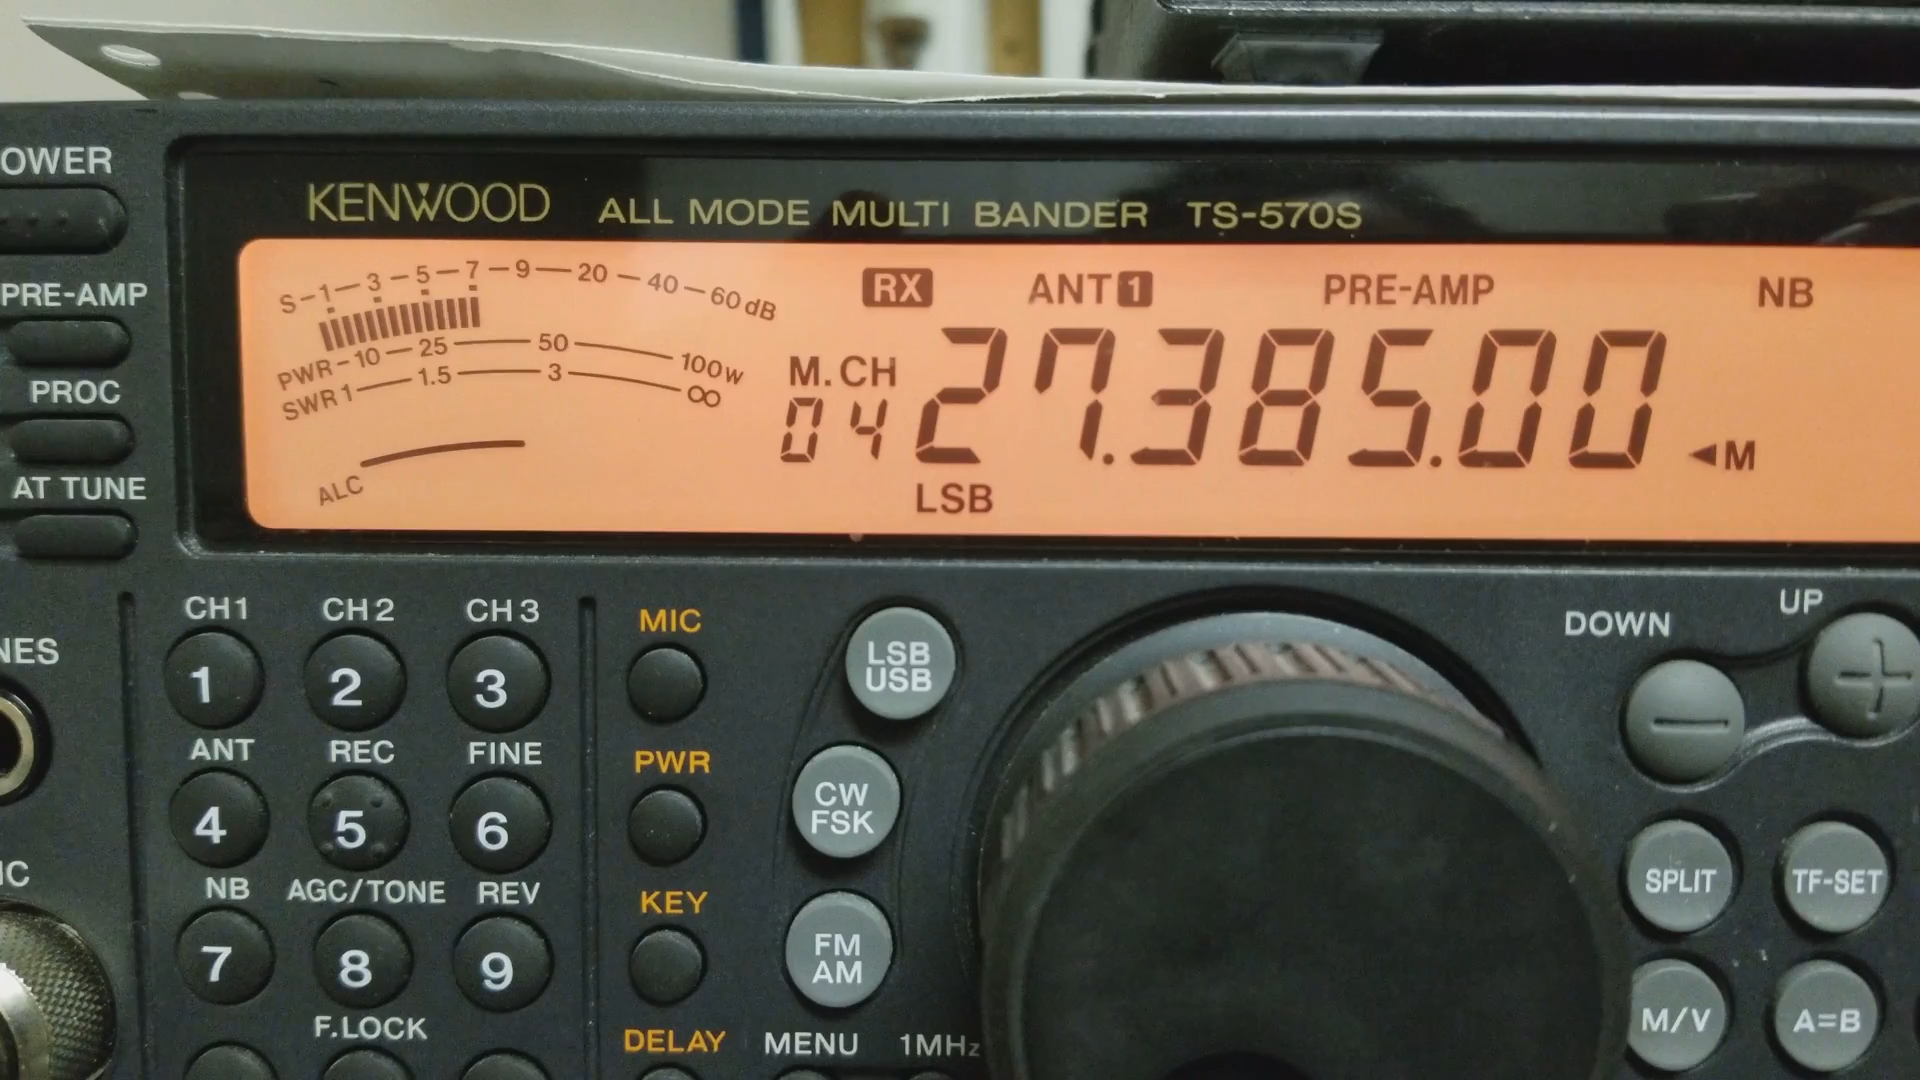 OWER
KENWOOD ALL MODE MULTI BANDER TS-570S
PRE-AMP
S-1-3-5-7-9-20-40-60dB
PWR-10-25-50-100W
SWR1-1.5-3-∞
ALC
RX ANT 1 PRE-AMP NB
M.CH
04 27.385.00 ◄M
LSB
PROC
AT TUNE
NES
IC
CH1 CH2 CH3
1 2 3
ANT REC FINE
4 5 6
NB AGC/TONE REV
7 8 9
F.LOCK
MIC
PWR
KEY
DELAY MENU 1MHz
LSB
USB
CW
FSK
FM
AM
DOWN UP
− +
SPLIT TF-SET
M/V A=B